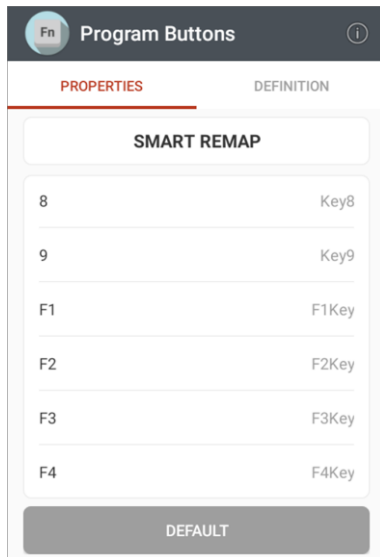 Fn Program Buttons
PROPERTIES DEFINITION
SMART REMAP
8 Key8
9 Key9
F1 F1Key
F2 F2Key
F3 F3Key
F4 F4Key
DEFAULT